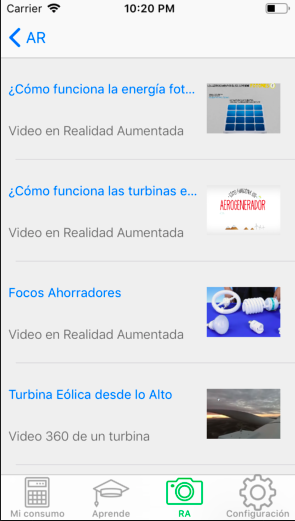 Carrier 10:20 PM
AR
¿Cómo funciona la energía fot...
Video en Realidad Aumentada
¿Cómo funciona las turbinas e...
Video en Realidad Aumentada
AEROGENERADOR
Focos Ahorradores
Video en Realidad Aumentada
Turbina Eólica desde lo Alto
Video 360 de un turbina
Mi consumo Aprende RA Configuración